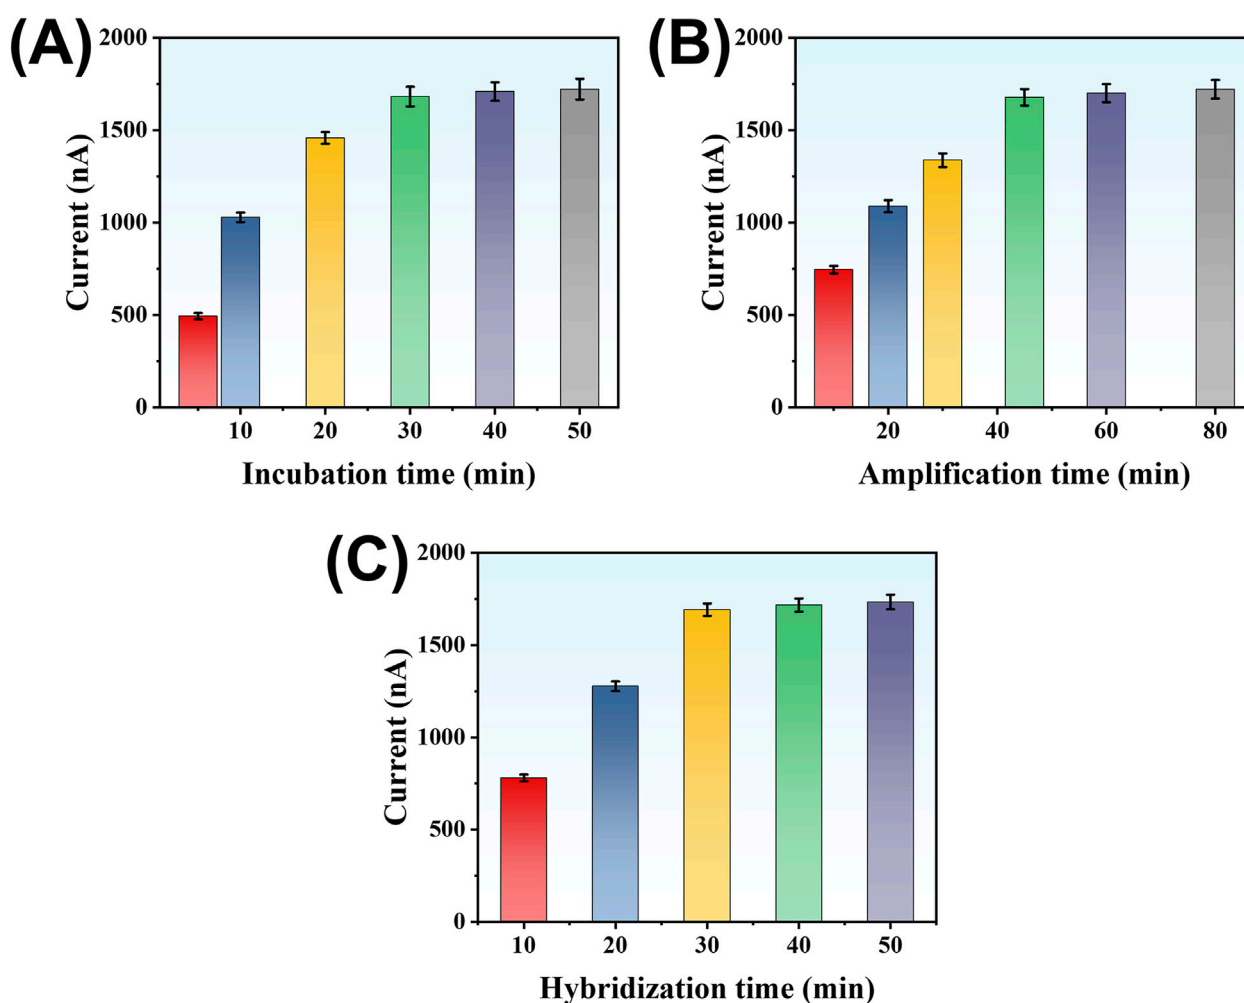 (A)
2000
1500
1000
500
0
Current (nA)
10 20 30 40 50
Incubation time (min)
(B)
2000
1500
1000
500
0
Current (nA)
20 40 60 80
Amplification time (min)
(C)
2000
1500
1000
500
0
Current (nA)
10 20 30 40 50
Hybridization time (min)